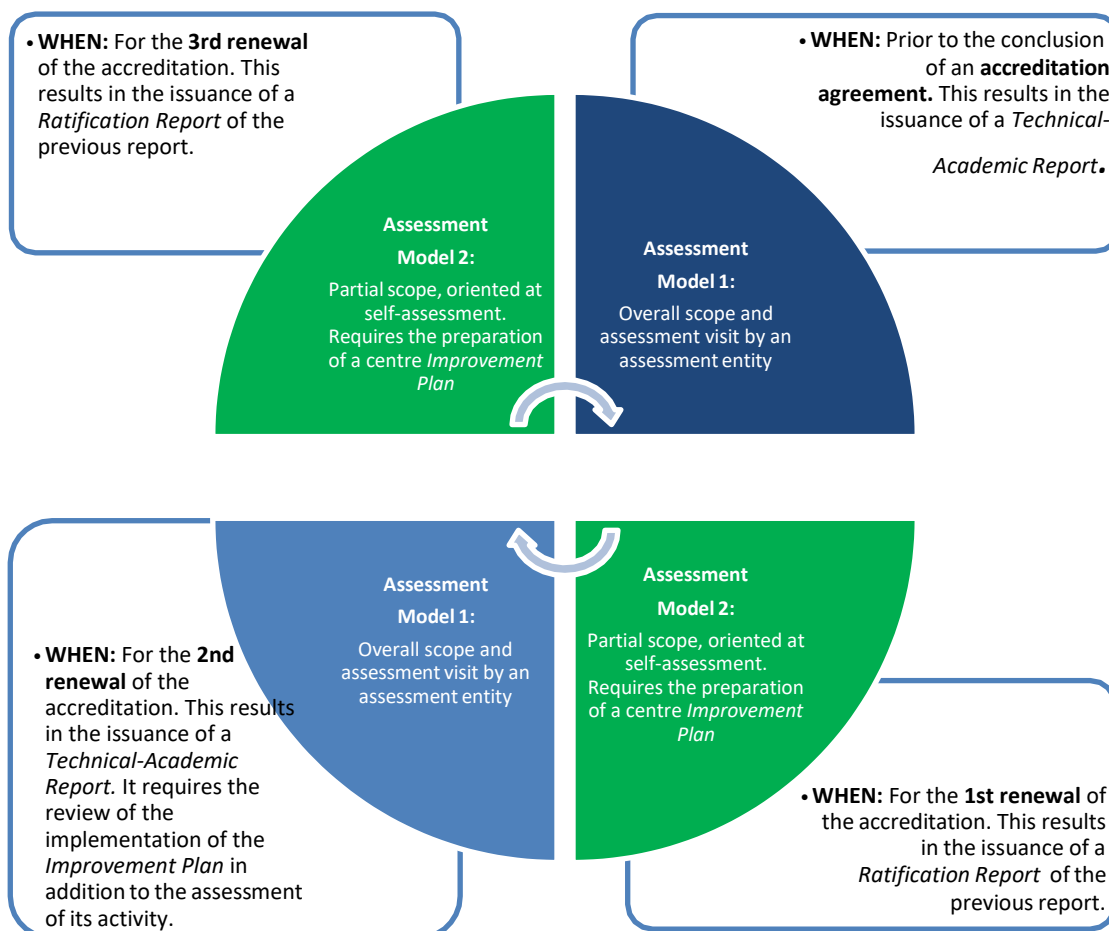 • WHEN: For the 3rd renewal
of the accreditation. This
results in the issuance of a
Ratification Report of the
previous report.
• WHEN: Prior to the conclusion
of an accreditation
agreement. This results in the
issuance of a Technical-
Academic Report.
Assessment
Model 2:
Partial scope, oriented at
self-assessment.
Requires the preparation
of a centre Improvement
Plan
Assessment
Model 1:
Overall scope and
assessment visit by an
assessment entity
Assessment
Model 1:
Overall scope and
assessment visit by an
assessment entity
Assessment
Model 2:
Partial scope, oriented at
self-assessment.
Requires the preparation
of a centre Improvement
Plan
• WHEN: For the 2nd
renewal of the
accreditation. This results
in the issuance of a
Technical-Academic
Report. It requires the
review of the
implementation of the
Improvement Plan in
addition to the assessment
of its activity.
• WHEN: For the 1st renewal of
the accreditation. This results
in the issuance of a
Ratification Report of the
previous report.